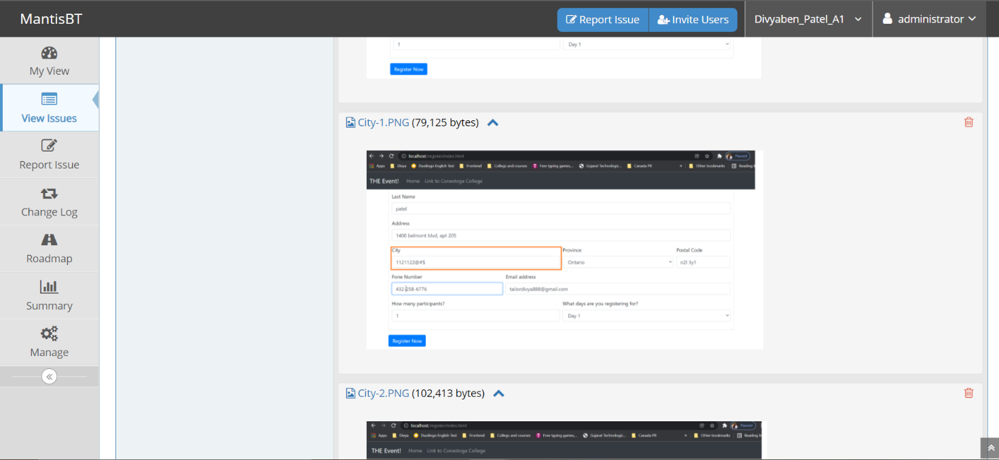 MantisBT
Report Issue
Invite Users
Divyaben_Patel_A1
administrator
My View
View Issues
Report Issue
Change Log
Roadmap
Summary
Manage
1
Day 1
Register Now
City-1.PNG (79,125 bytes)
localhost/register/index.html
Paused
Apps Divya Duolingo English Test Frontend Collegs and courses Free typing games... Gujarat Technologic... Canada PR » Other bookmarks Reading
THE Event! Home Link to Conestoga College
Last Name
patel
Address
1400 belmont blvd, apt 205
City Province Postal Code
1121122@#$ Ontario n2l 3y1
Fone Number Email address
432-258-6776 tailordivya888@gmail.com
How many participants? What days are you registering for?
1 Day 1
Register Now
City-2.PNG (102,413 bytes)
localhost/register/index.html
Paused
Apps Divya Duolingo English Test Frontend Collegs and courses Free typing games... Gujarat Technologic... Canada PR » Other bookmarks Reading
THE Event! Home Link to Conestoga College